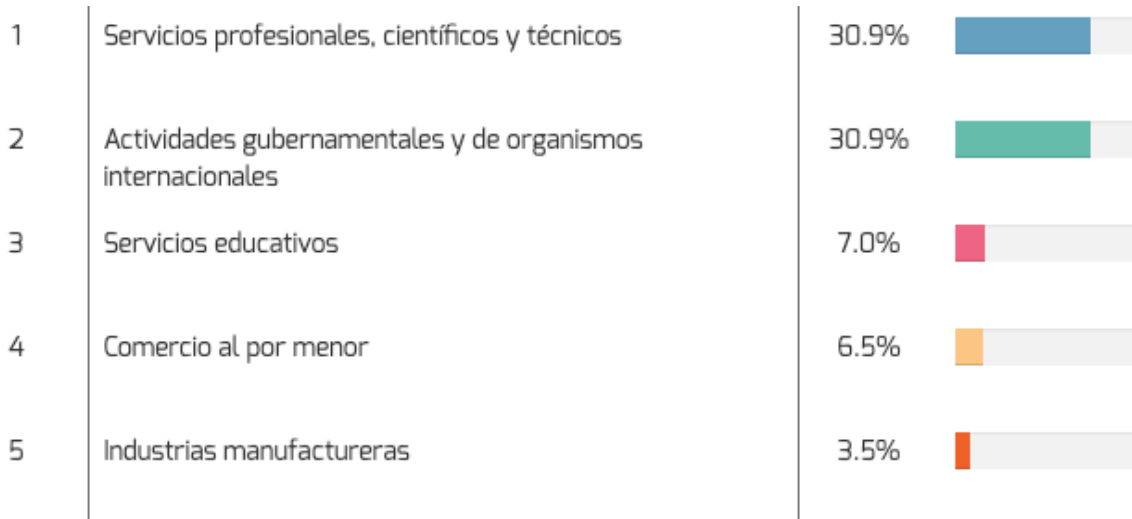 1 Servicios profesionales, científicos y técnicos 30.9%
2 Actividades gubernamentales y de organismos 30.9%
internacionales
3 Servicios educativos 7.0%
4 Comercio al por menor 6.5%
5 Industrias manufactureras 3.5%